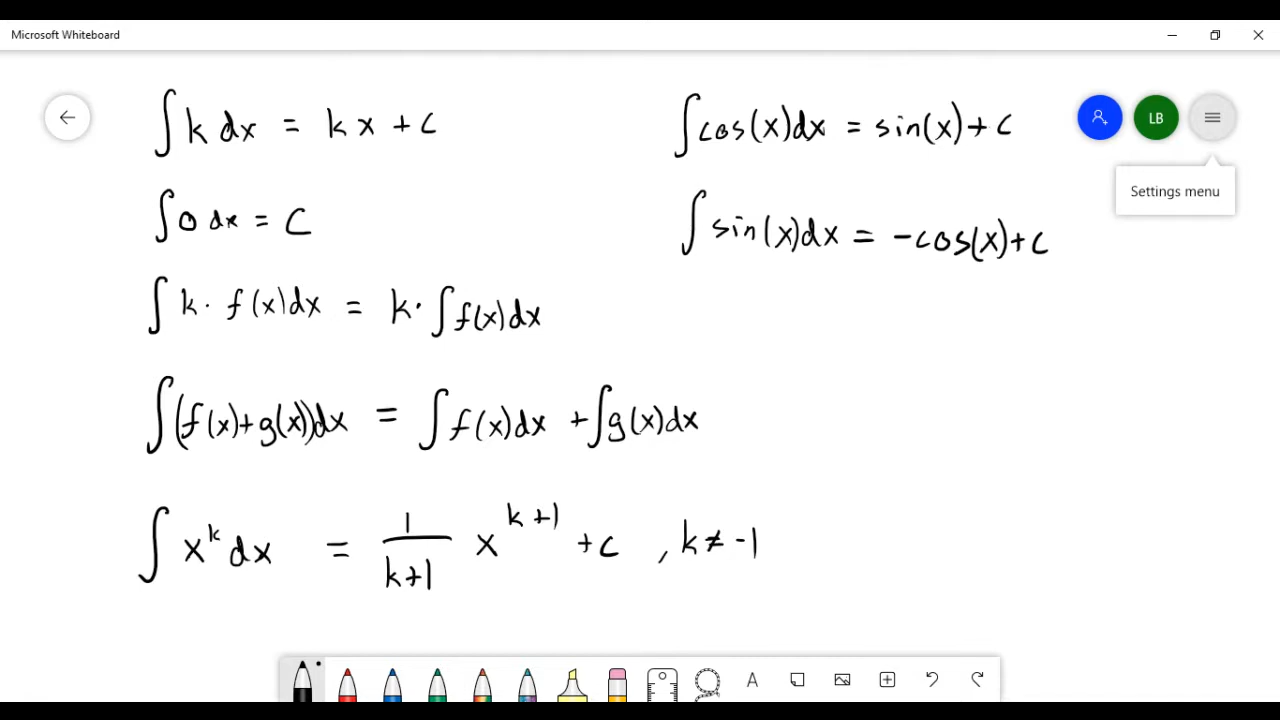 Microsoft Whiteboard
∫ k dx = kx + c
∫ 0 dx = C
∫ k · f(x)dx = k · ∫ f(x)dx
∫ (f(x)+g(x))dx = ∫ f(x)dx + ∫ g(x)dx
∫ x^k dx = 1/(k+1) x^(k+1) + c , k ≠ -1
∫ cos(x)dx = sin(x)+c
∫ sin(x)dx = -cos(x)+c
LB
Settings menu
A